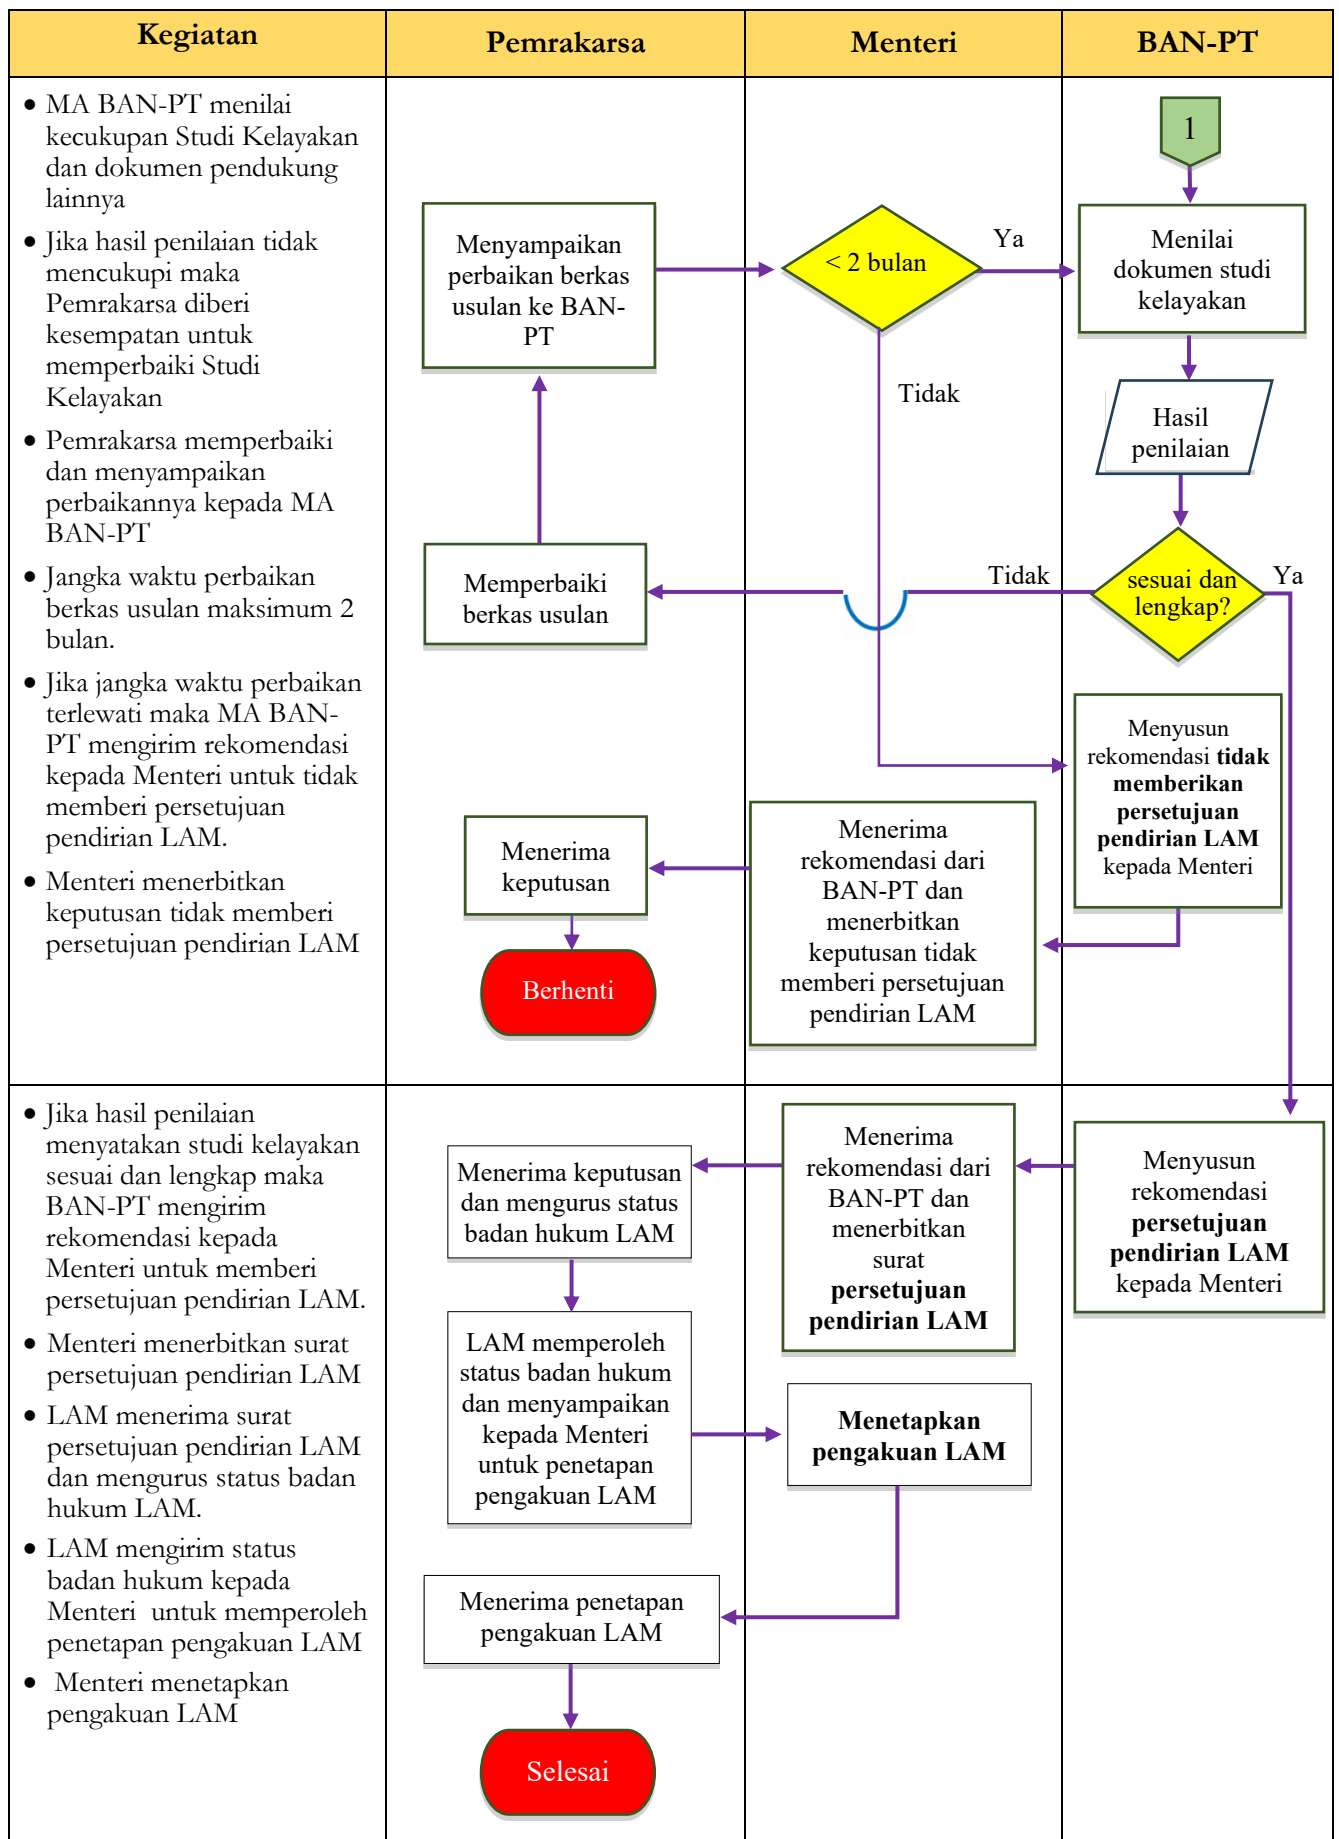 Kegiatan
Pemrakarsa
Menteri
BAN-PT
• MA BAN-PT menilai
kecukupan Studi Kelayakan
dan dokumen pendukung
lainnya
• Jika hasil penilaian tidak
mencukupi maka
Pemrakarsa diberi
kesempatan untuk
memperbaiki Studi
Kelayakan
• Pemrakarsa memperbaiki
dan menyampaikan
perbaikannya kepada MA
BAN-PT
• Jangka waktu perbaikan
berkas usulan maksimum 2
bulan.
• Jika jangka waktu perbaikan
terlewati maka MA BAN-
PT mengirim rekomendasi
kepada Menteri untuk tidak
memberi persetujuan
pendirian LAM.
• Menteri menerbitkan
keputusan tidak memberi
persetujuan pendirian LAM
1
Menyampaikan
perbaikan berkas
usulan ke BAN-
PT
< 2 bulan
Ya
Menilai
dokumen studi
kelayakan
Tidak
Hasil
penilaian
Memperbaiki
berkas usulan
Tidak
sesuai dan
lengkap?
Ya
Menyusun
rekomendasi tidak
memberikan
persetujuan
pendirian LAM
kepada Menteri
Menerima
rekomendasi dari
BAN-PT dan
menerbitkan
keputusan tidak
memberi persetujuan
pendirian LAM
Menerima
keputusan
Berhenti
• Jika hasil penilaian
menyatakan studi kelayakan
sesuai dan lengkap maka
BAN-PT mengirim
rekomendasi kepada
Menteri untuk memberi
persetujuan pendirian LAM.
• Menteri menerbitkan surat
persetujuan pendirian LAM
• LAM menerima surat
persetujuan pendirian LAM
dan mengurus status badan
hukum LAM.
• LAM mengirim status
badan hukum kepada
Menteri  untuk memperoleh
penetapan pengakuan LAM
• Menteri menetapkan
pengakuan LAM
Menerima keputusan
dan mengurus status
badan hukum LAM
Menerima
rekomendasi dari
BAN-PT dan
menerbitkan
surat
persetujuan
pendirian LAM
Menyusun
rekomendasi
persetujuan
pendirian LAM
kepada Menteri
LAM memperoleh
status badan hukum
dan menyampaikan
kepada Menteri
untuk penetapan
pengakuan LAM
Menetapkan
pengakuan LAM
Menerima penetapan
pengakuan LAM
Selesai